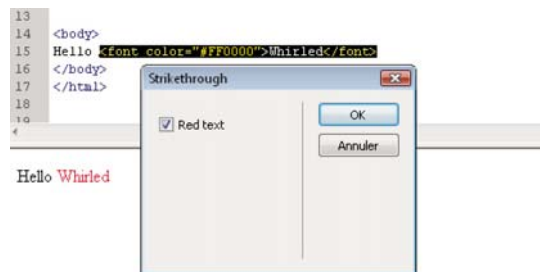 13
14 <body>
15 Hello <font color="#FF0000">Whirled</font>
16 </body>
17 </html>
18
19
Strikethrough
Red text
OK
Annuler
Hello Whirled